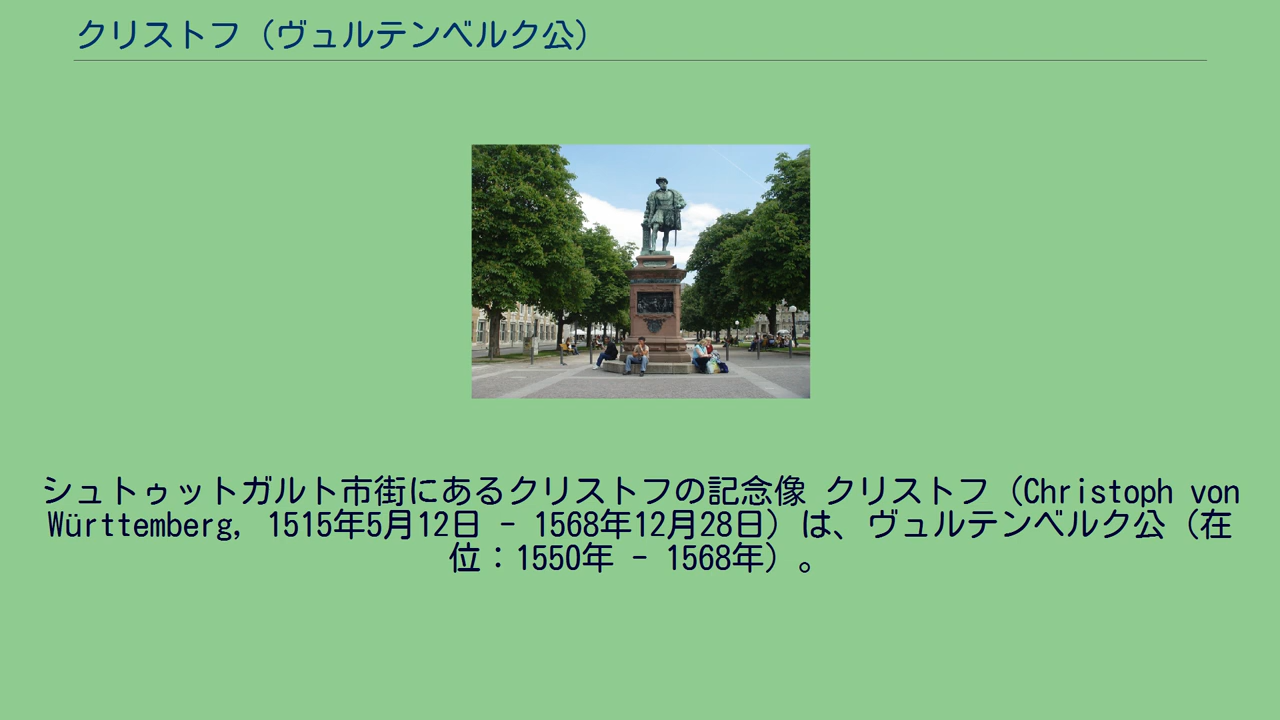 クリストフ（ヴュルテンベルク公）
シュトゥットガルト市街にあるクリストフの記念像 クリストフ（Christoph von
Württemberg, 1515年5月12日 - 1568年12月28日）は、ヴュルテンベルク公（在
位：1550年 - 1568年）。